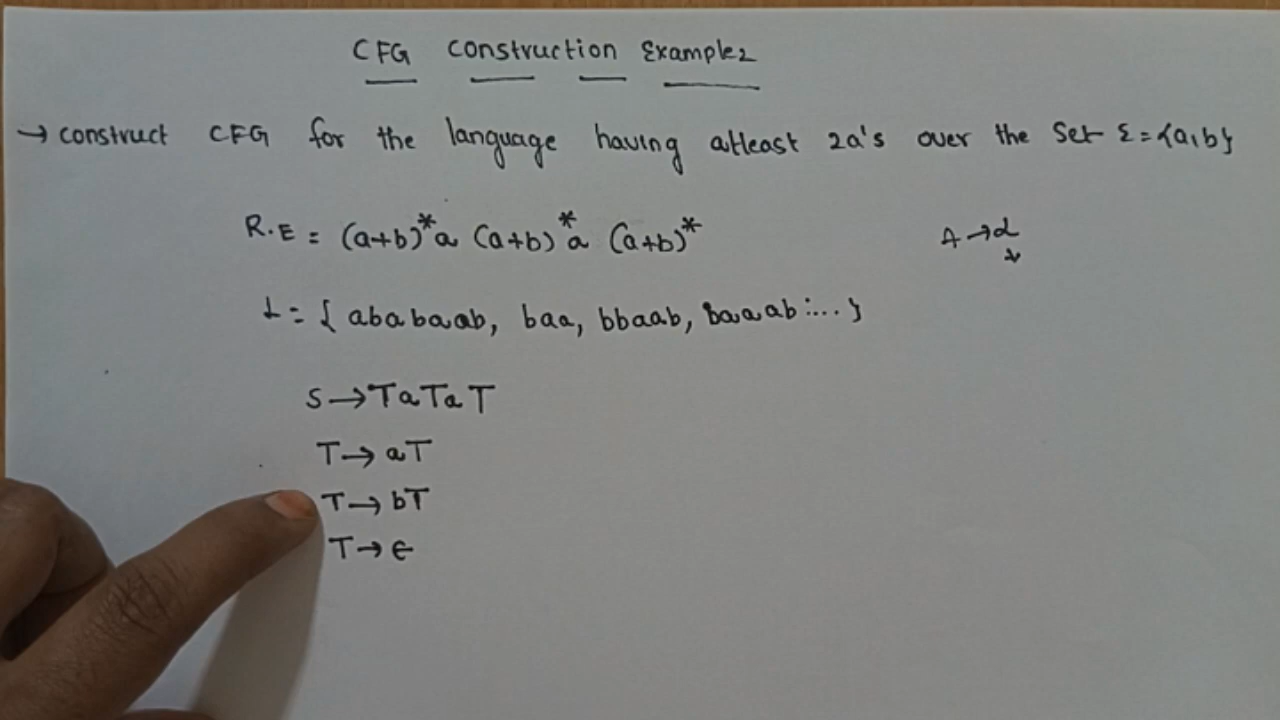 CFG Construction Example2
→ construct CFG for the language having atleast 2a's over the Set Σ={a,b}
R.E = (a+b)*a (a+b)*a (a+b)*
A→α
L= { ababaab, baa, bbaab, baaab .... }
S→TaTaT
T→aT
T→bT
T→ϵ